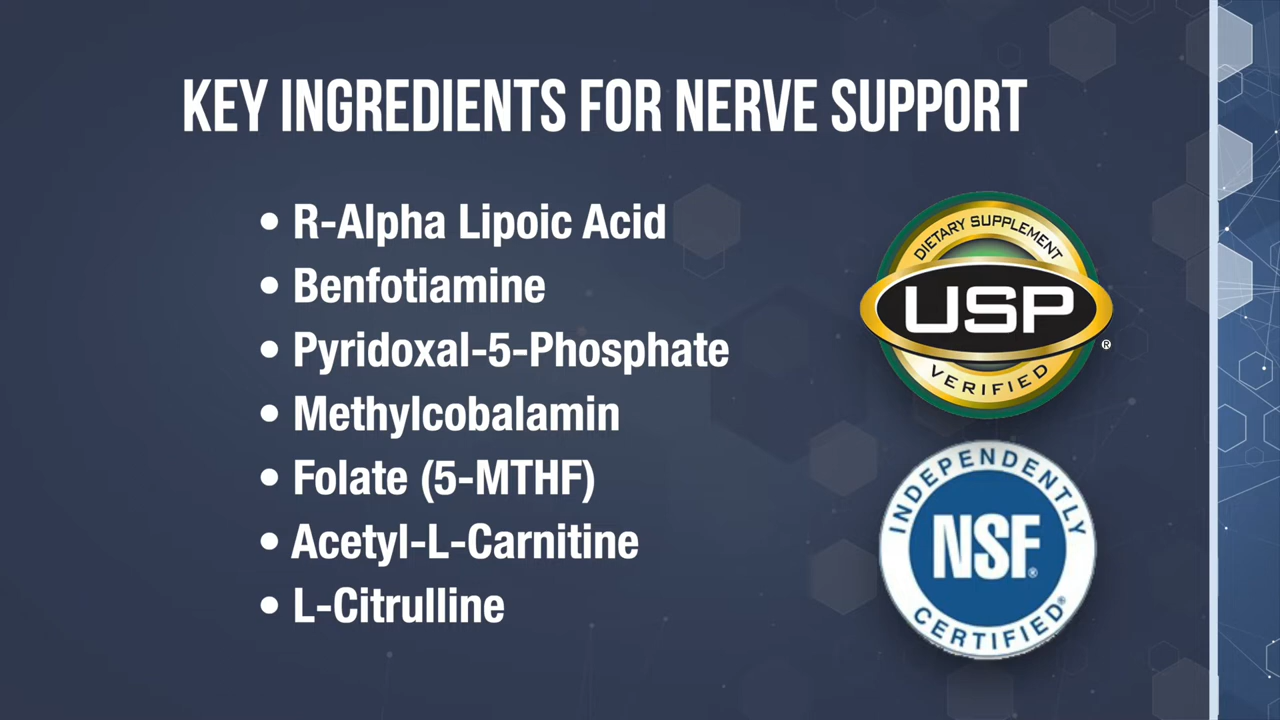 KEY INGREDIENTS FOR NERVE SUPPORT
• R-Alpha Lipoic Acid
• Benfotiamine
• Pyridoxal-5-Phosphate
• Methylcobalamin
• Folate (5-MTHF)
• Acetyl-L-Carnitine
• L-Citrulline
DIETARY SUPPLEMENT
USP®
VERIFIED
INDEPENDENTLY
NSF®
CERTIFIED®